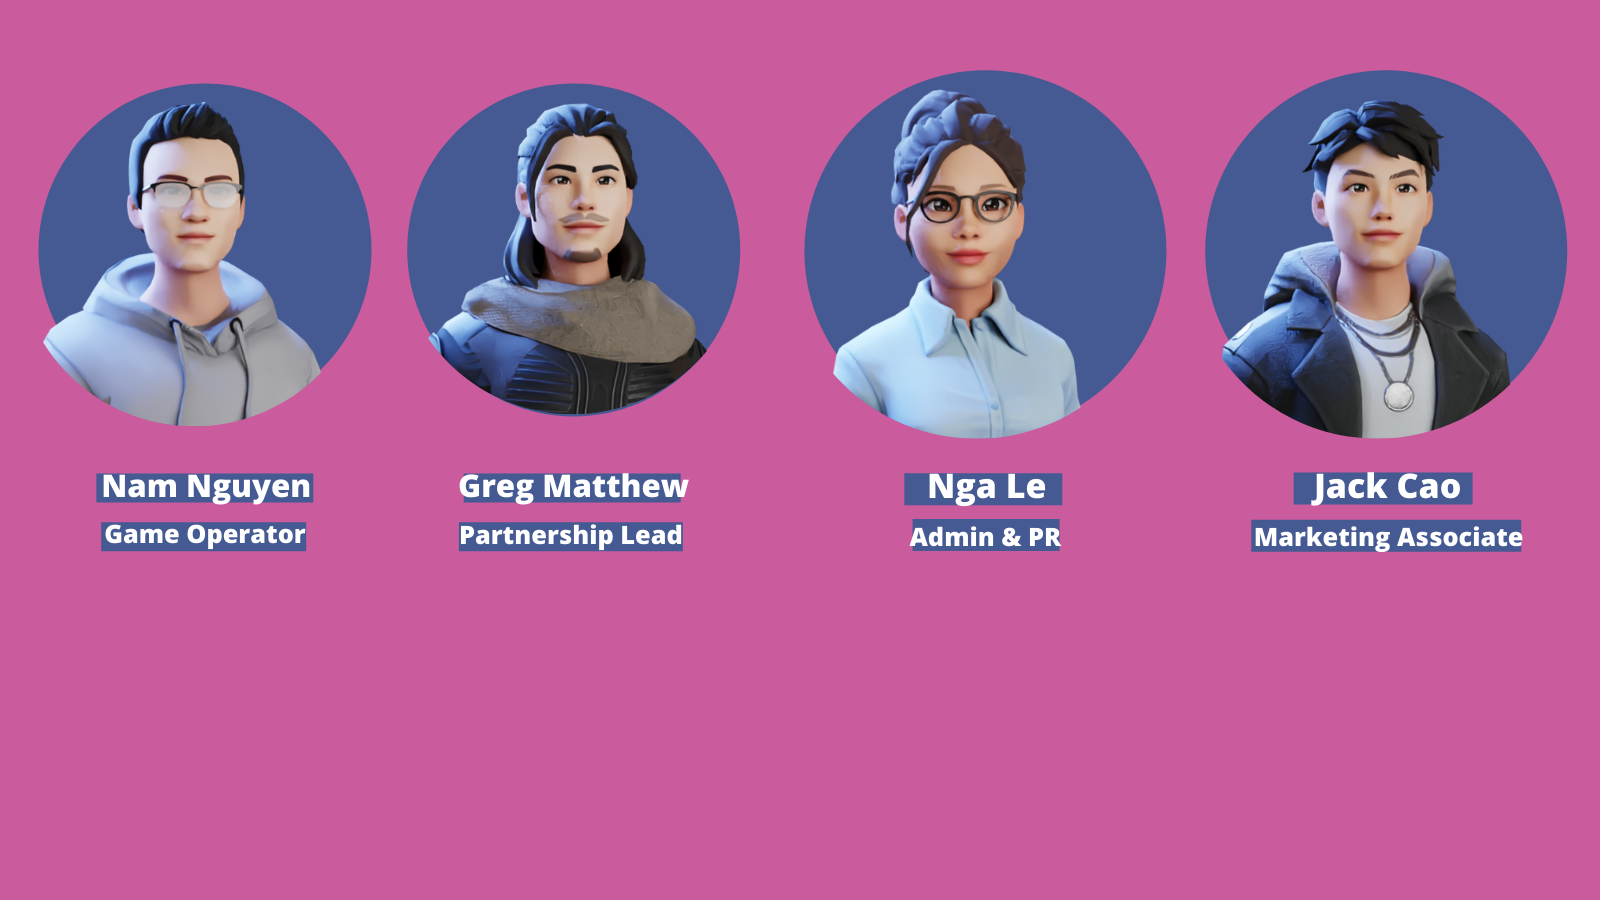 Nam Nguyen
Game Operator
Greg Matthew
Partnership Lead
Nga Le
Admin & PR
Jack Cao
Marketing Associate